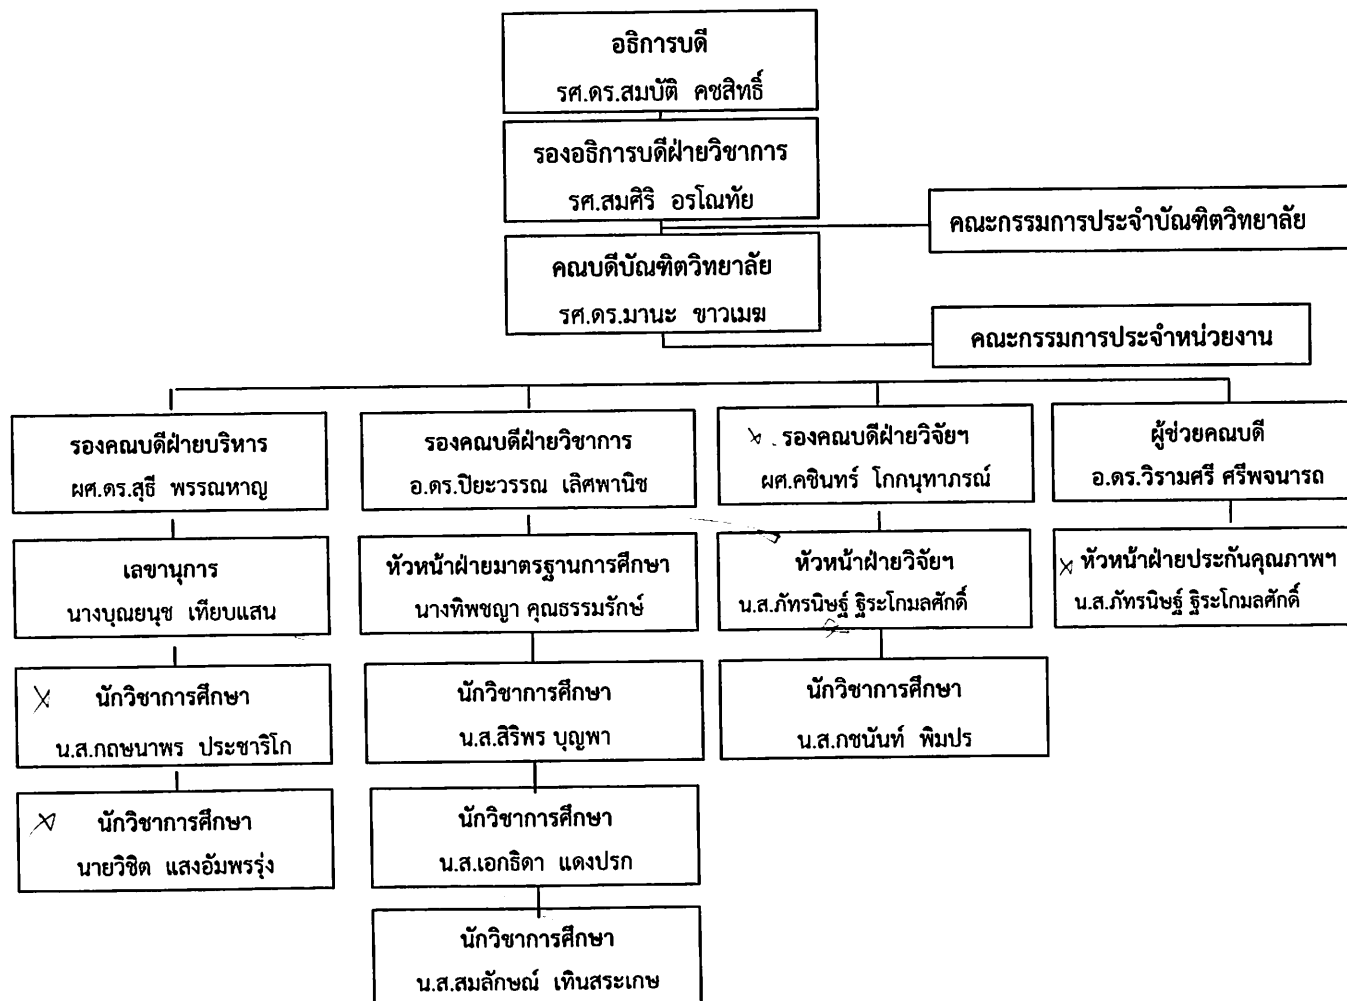 อธิการบดี
รศ.ดร.สมบัติ คชสิทธิ์
รองอธิการบดีฝ่ายวิชาการ
รศ.สมศิริ อรโณทัย
คณะกรรมการประจำบัณฑิตวิทยาลัย
คณบดีบัณฑิตวิทยาลัย
รศ.ดร.มานะ ขาวเมฆ
คณะกรรมการประจำหน่วยงาน
รองคณบดีฝ่ายบริหาร
ผศ.ดร.สุธี พรรณหาญ
รองคณบดีฝ่ายวิชาการ
อ.ดร.ปิยะวรรณ เลิศพานิช
รองคณบดีฝ่ายวิจัยฯ
ผศ.คชินทร์ โกกนุทาภรณ์
ผู้ช่วยคณบดี
อ.ดร.วิรามศรี ศรีพจนารถ
เลขานุการ
นางบุณยนุช เทียบแสน
หัวหน้าฝ่ายมาตรฐานการศึกษา
นางทิพชญา คุณธรรมรักษ์
หัวหน้าฝ่ายวิจัยฯ
น.ส.ภัทรนิษฐ์ ฐิระโกมลศักดิ์
หัวหน้าฝ่ายประกันคุณภาพฯ
น.ส.ภัทรนิษฐ์ ฐิระโกมลศักดิ์
นักวิชาการศึกษา
น.ส.กฤษนาพร ประชาริโก
นักวิชาการศึกษา
น.ส.สิริพร บุญพา
นักวิชาการศึกษา
น.ส.กชนันท์ พิมปร
นักวิชาการศึกษา
นายวิชิต แสงอัมพรรุ่ง
นักวิชาการศึกษา
น.ส.เอกธิดา แดงปรก
นักวิชาการศึกษา
น.ส.สมลักษณ์ เทินสระเกษ